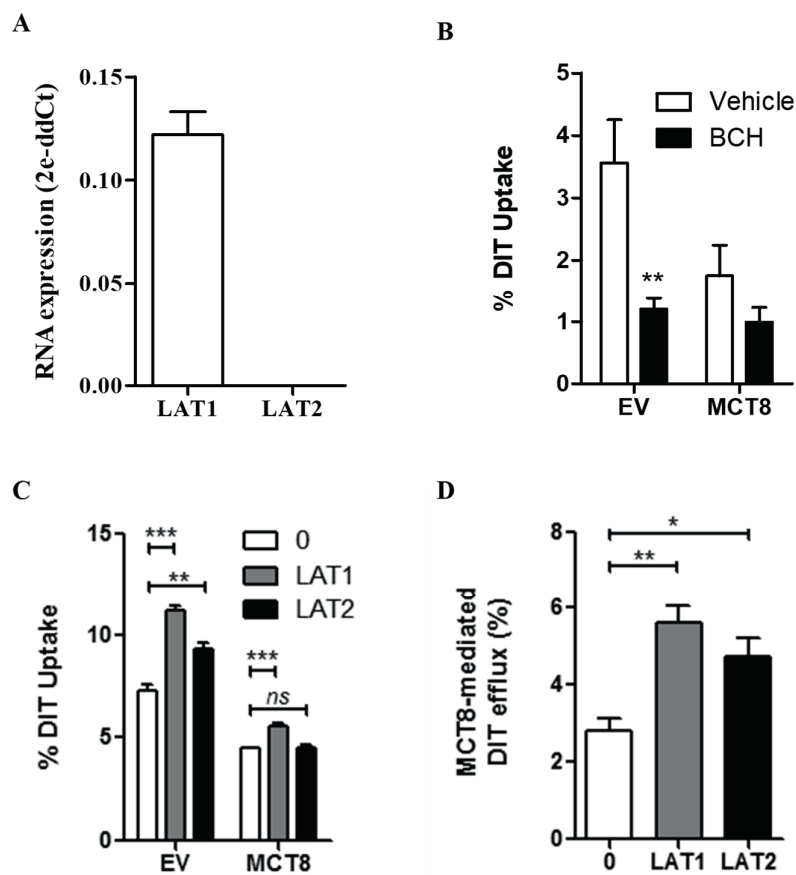 A
RNA expression (2e-ddCt)
0.15
0.10
0.05
0.00
LAT1 LAT2
B
% DIT Uptake
5
4
3
2
1
0
Vehicle
BCH
**
EV MCT8
C
% DIT Uptake
15
10
5
0
0
LAT1
LAT2
***
**
***
ns
EV MCT8
D
MCT8-mediated
DIT efflux (%)
8
6
4
2
0
*
**
0 LAT1 LAT2